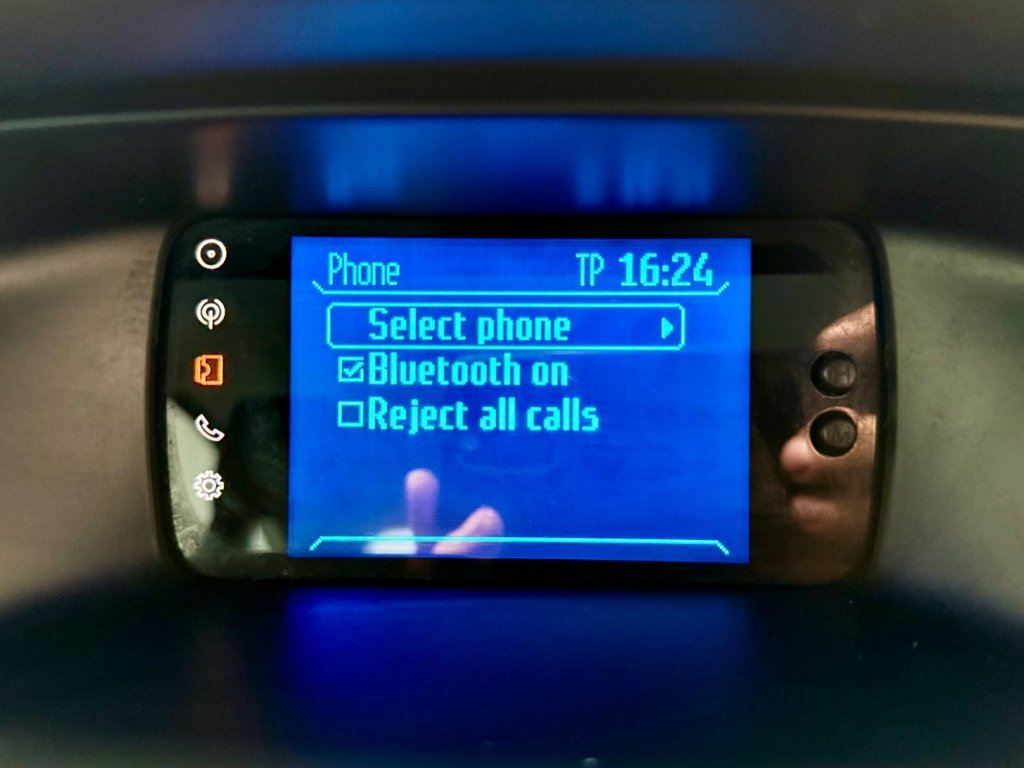 Phone TP 16:24
Select phone
Bluetooth on
Reject all calls
H
M